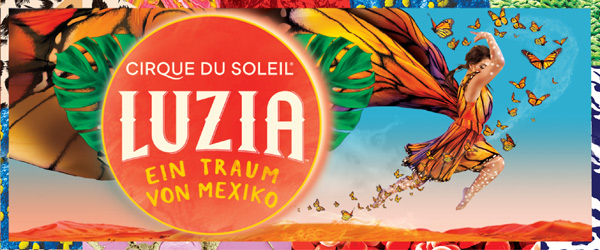 CIRQUE DU SOLEIL®
LUZIA
EIN TRAUM
VON MEXIKO